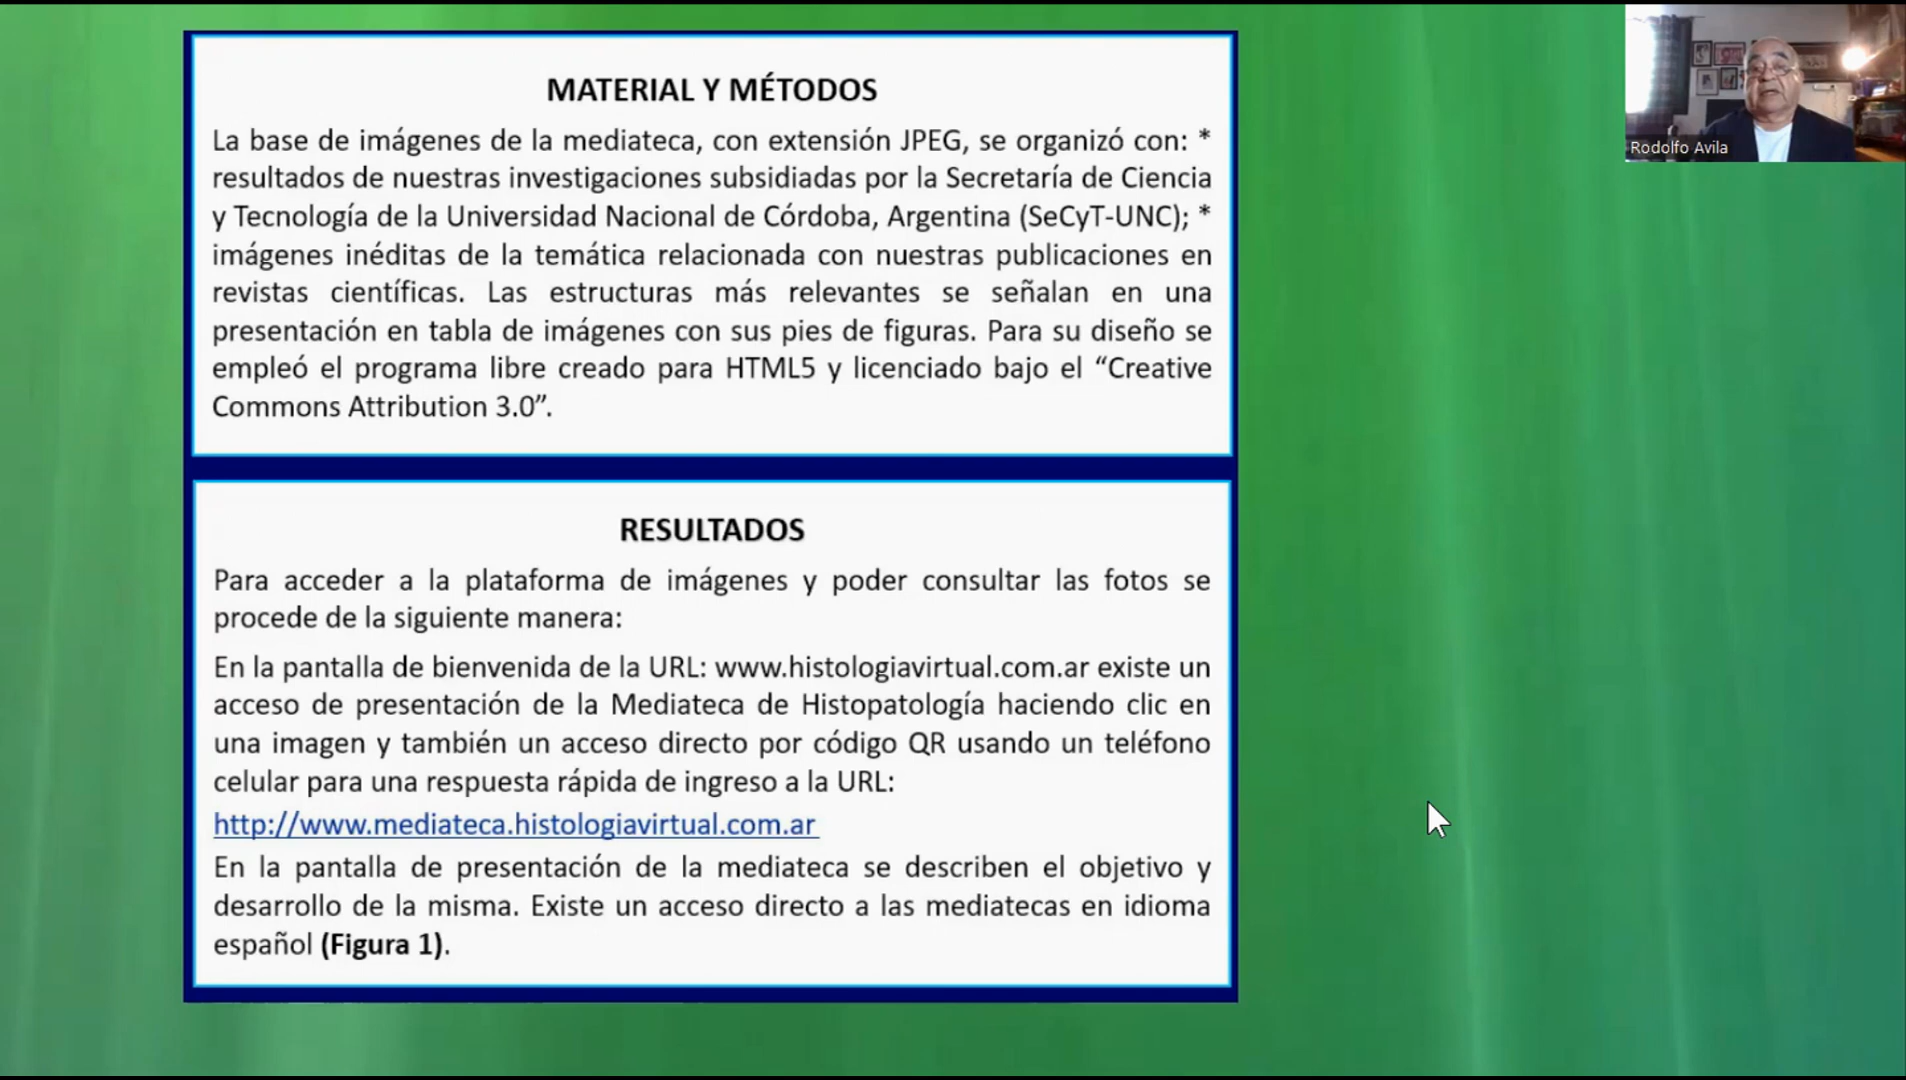 MATERIAL Y MÉTODOS
La base de imágenes de la mediateca, con extensión JPEG, se organizó con: *
resultados de nuestras investigaciones subsidiadas por la Secretaría de Ciencia
y Tecnología de la Universidad Nacional de Córdoba, Argentina (SeCyT-UNC); *
imágenes inéditas de la temática relacionada con nuestras publicaciones en
revistas científicas. Las estructuras más relevantes se señalan en una
presentación en tabla de imágenes con sus pies de figuras. Para su diseño se
empleó el programa libre creado para HTML5 y licenciado bajo el “Creative
Commons Attribution 3.0”.
RESULTADOS
Para acceder a la plataforma de imágenes y poder consultar las fotos se
procede de la siguiente manera:
En la pantalla de bienvenida de la URL: www.histologiavirtual.com.ar existe un
acceso de presentación de la Mediateca de Histopatología haciendo clic en
una imagen y también un acceso directo por código QR usando un teléfono
celular para una respuesta rápida de ingreso a la URL:
http://www.mediateca.histologiavirtual.com.ar
En la pantalla de presentación de la mediateca se describen el objetivo y
desarrollo de la misma. Existe un acceso directo a las mediatecas en idioma
español (Figura 1).
Rodolfo Avila